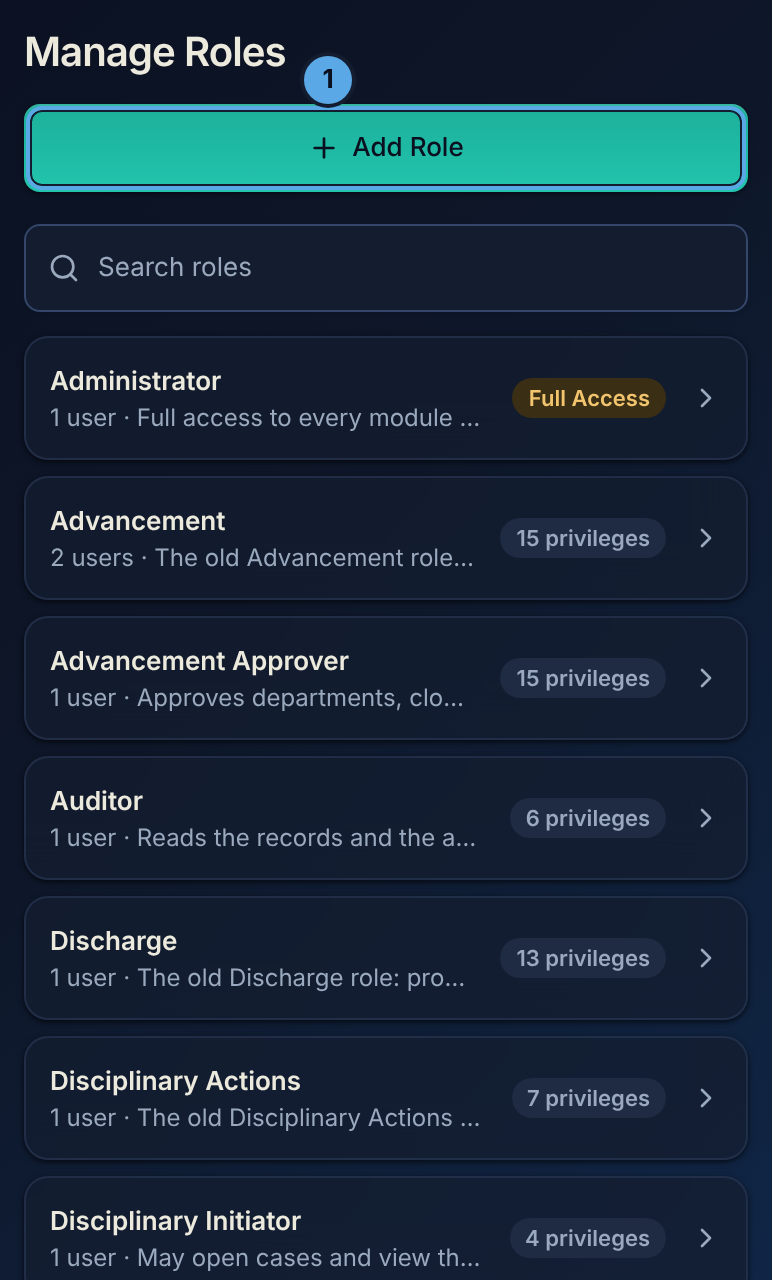 Manage Roles
1
Add Role
Search roles
Administrator
1 user · Full access to every module ...
Full Access
Advancement
2 users · The old Advancement role...
15 privileges
Advancement Approver
1 user · Approves departments, clo...
15 privileges
Auditor
1 user · Reads the records and the a...
6 privileges
Discharge
1 user · The old Discharge role: pro...
13 privileges
Disciplinary Actions
1 user · The old Disciplinary Actions ...
7 privileges
Disciplinary Initiator
1 user · May open cases and view th...
4 privileges